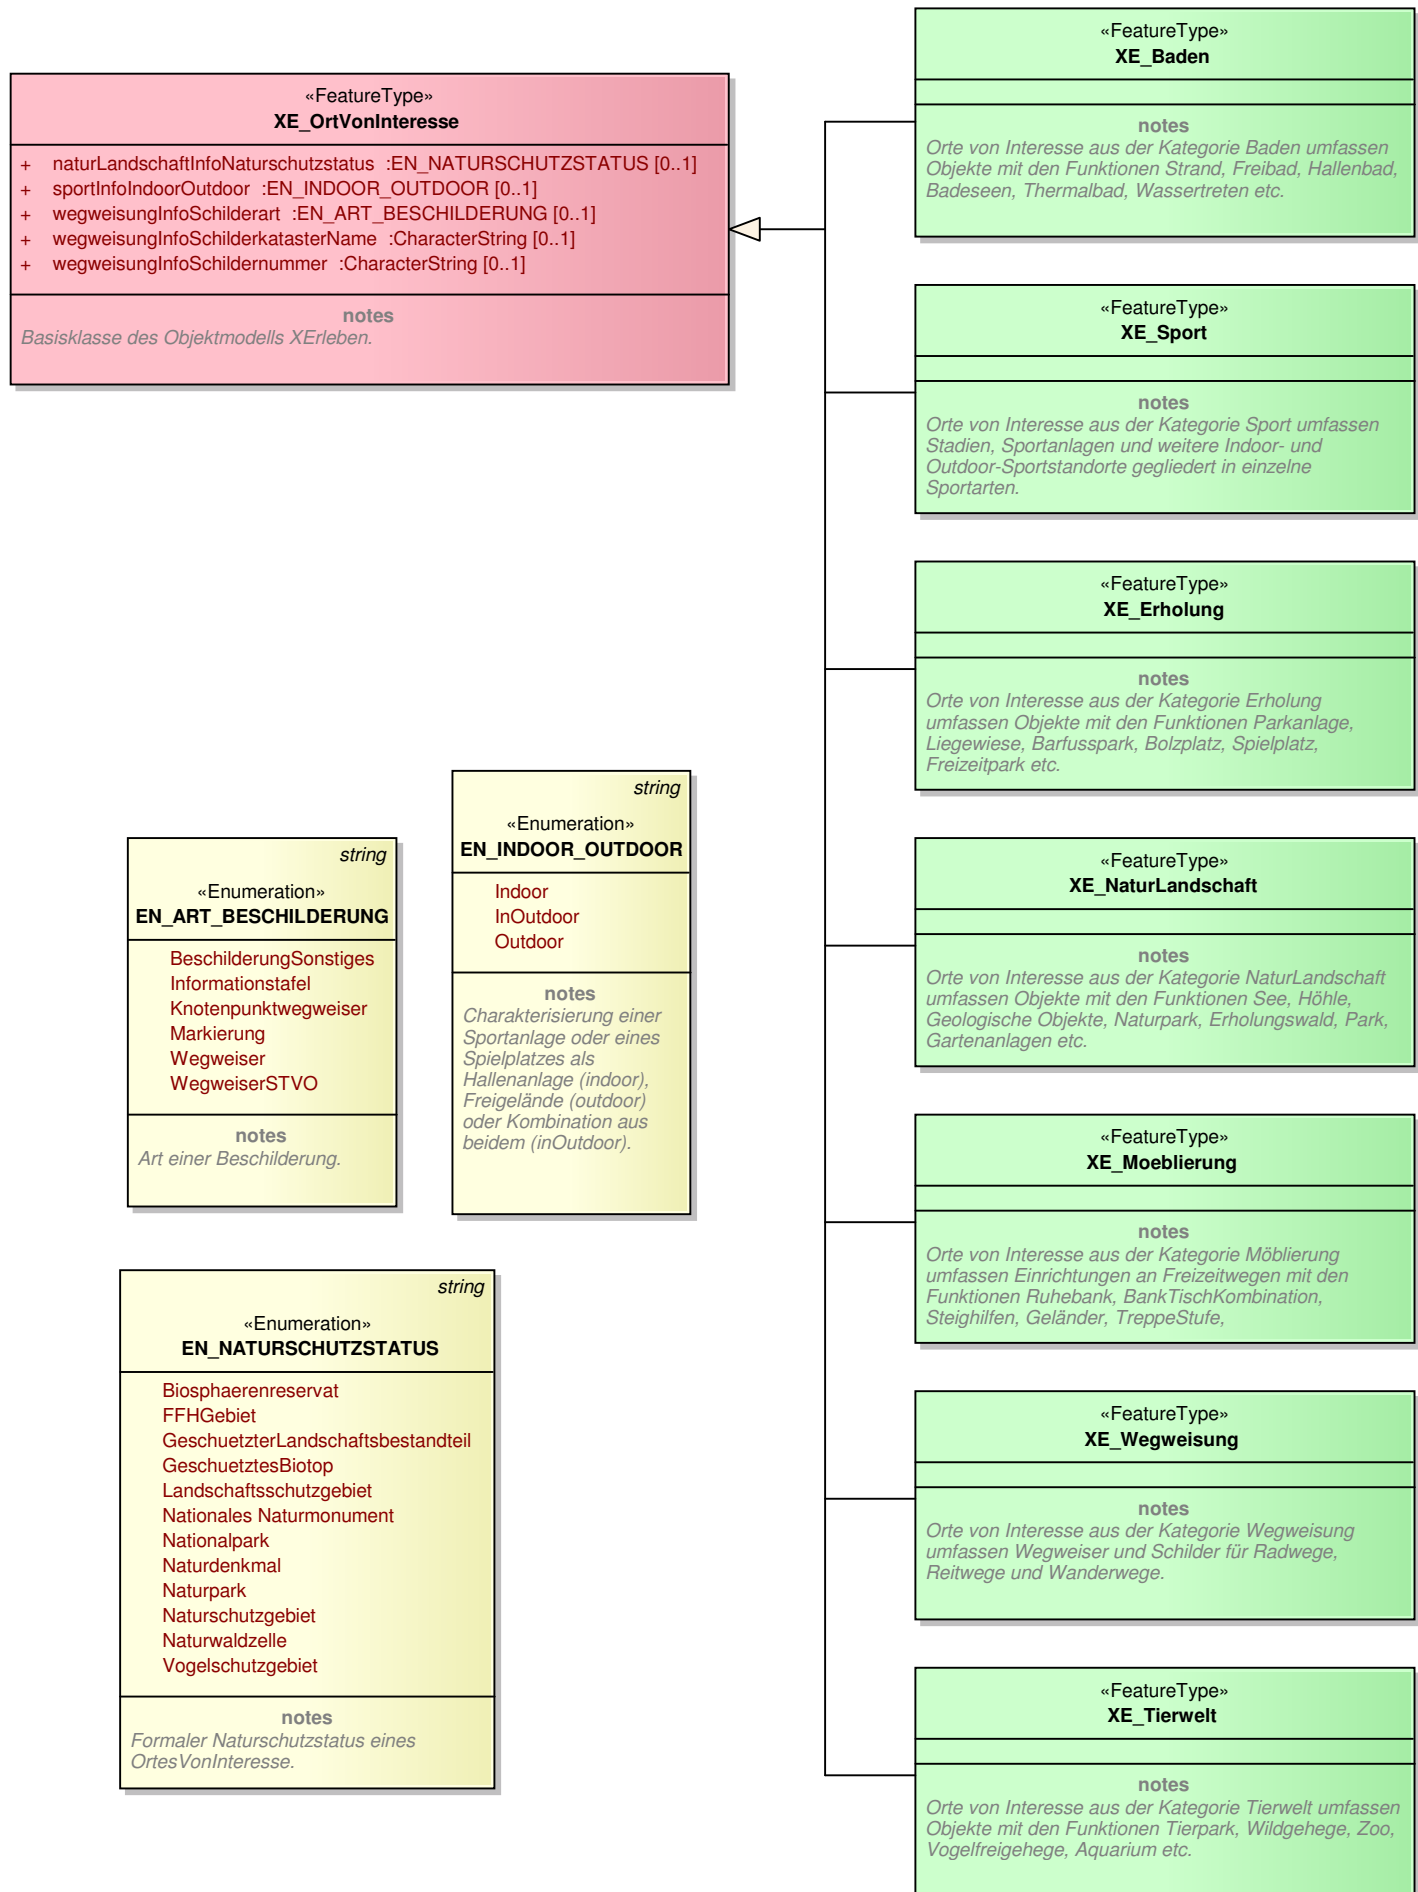 «FeatureType»
XE_OrtVonInteresse
+ naturLandschaftInfoNaturschutzstatus :EN_NATURSCHUTZSTATUS [0..1]
+ sportInfoIndoorOutdoor :EN_INDOOR_OUTDOOR [0..1]
+ wegweisungInfoSchilderart :EN_ART_BESCHILDERUNG [0..1]
+ wegweisungInfoSchilderkatasterName :CharacterString [0..1]
+ wegweisungInfoSchildernummer :CharacterString [0..1]
notes
Basisklasse des Objektmodells XErleben.
«FeatureType»
XE_Baden
notes
Orte von Interesse aus der Kategorie Baden umfassen
Objekte mit den Funktionen Strand, Freibad, Hallenbad,
Badeseen, Thermalbad, Wassertreten etc.
«FeatureType»
XE_Sport
notes
Orte von Interesse aus der Kategorie Sport umfassen
Stadien, Sportanlagen und weitere Indoor- und
Outdoor-Sportstandorte gegliedert in einzelne
Sportarten.
«FeatureType»
XE_Erholung
notes
Orte von Interesse aus der Kategorie Erholung
umfassen Objekte mit den Funktionen Parkanlage,
Liegewiese, Barfusspark, Bolzplatz, Spielplatz,
Freizeitpark etc.
«FeatureType»
XE_NaturLandschaft
notes
Orte von Interesse aus der Kategorie NaturLandschaft
umfassen Objekte mit den Funktionen See, Höhle,
Geologische Objekte, Naturpark, Erholungswald, Park,
Gartenanlagen etc.
«FeatureType»
XE_Moeblierung
notes
Orte von Interesse aus der Kategorie Möblierung
umfassen Einrichtungen an Freizeitwegen mit den
Funktionen Ruhebank, BankTischKombination,
Steighilfen, Geländer, TreppeStufe,
«FeatureType»
XE_Wegweisung
notes
Orte von Interesse aus der Kategorie Wegweisung
umfassen Wegweiser und Schilder für Radwege,
Reitwege und Wanderwege.
«FeatureType»
XE_Tierwelt
notes
Orte von Interesse aus der Kategorie Tierwelt umfassen
Objekte mit den Funktionen Tierpark, Wildgehege, Zoo,
Vogelfreigehege, Aquarium etc.
string
«Enumeration»
EN_ART_BESCHILDERUNG
BeschilderungSonstiges
Informationstafel
Knotenpunktwegweiser
Markierung
Wegweiser
WegweiserSTVO
notes
Art einer Beschilderung.
string
«Enumeration»
EN_INDOOR_OUTDOOR
Indoor
InOutdoor
Outdoor
notes
Charakterisierung einer
Sportanlage oder eines
Spielplatzes als
Hallenanlage (indoor),
Freigelände (outdoor)
oder Kombination aus
beidem (inOutdoor).
string
«Enumeration»
EN_NATURSCHUTZSTATUS
Biosphaerenreservat
FFHGebiet
GeschuetzterLandschaftsbestandteil
GeschuetztesBiotop
Landschaftsschutzgebiet
Nationales Naturmonument
Nationalpark
Naturdenkmal
Naturpark
Naturschutzgebiet
Naturwaldzelle
Vogelschutzgebiet
notes
Formaler Naturschutzstatus eines
OrtesVonInteresse.